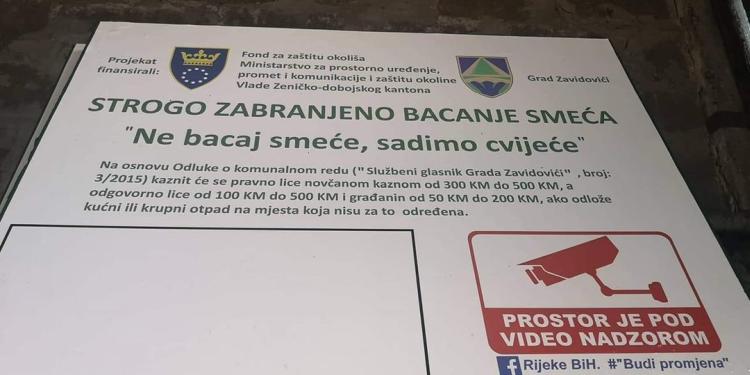 Projekat
finansirali:
Fond za zaštitu okoliša
Ministarstvo za prostorno uređenje,
promet i komunikacije i zaštitu okoline
Vlade Zeničko-dobojskog kantona
Grad Zavidovići
STROGO ZABRANJENO BACANJE SMEĆA
"Ne bacaj smeće, sadimo cvijeće"
Na osnovu Odluke o komunalnom redu ("Službeni glasnik Grada Zavidovići" , broj:
3/2015) kaznit će se pravno lice novčanom kaznom od 300 KM do 500 KM, a
odgovorno lice od 100 KM do 500 KM i građanin od 50 KM do 200 KM, ako odlože
kućni ili krupni otpad na mjesta koja nisu za to određena.
PROSTOR JE POD
VIDEO NADZOROM
Rijeke BiH. #"Budi promjena"